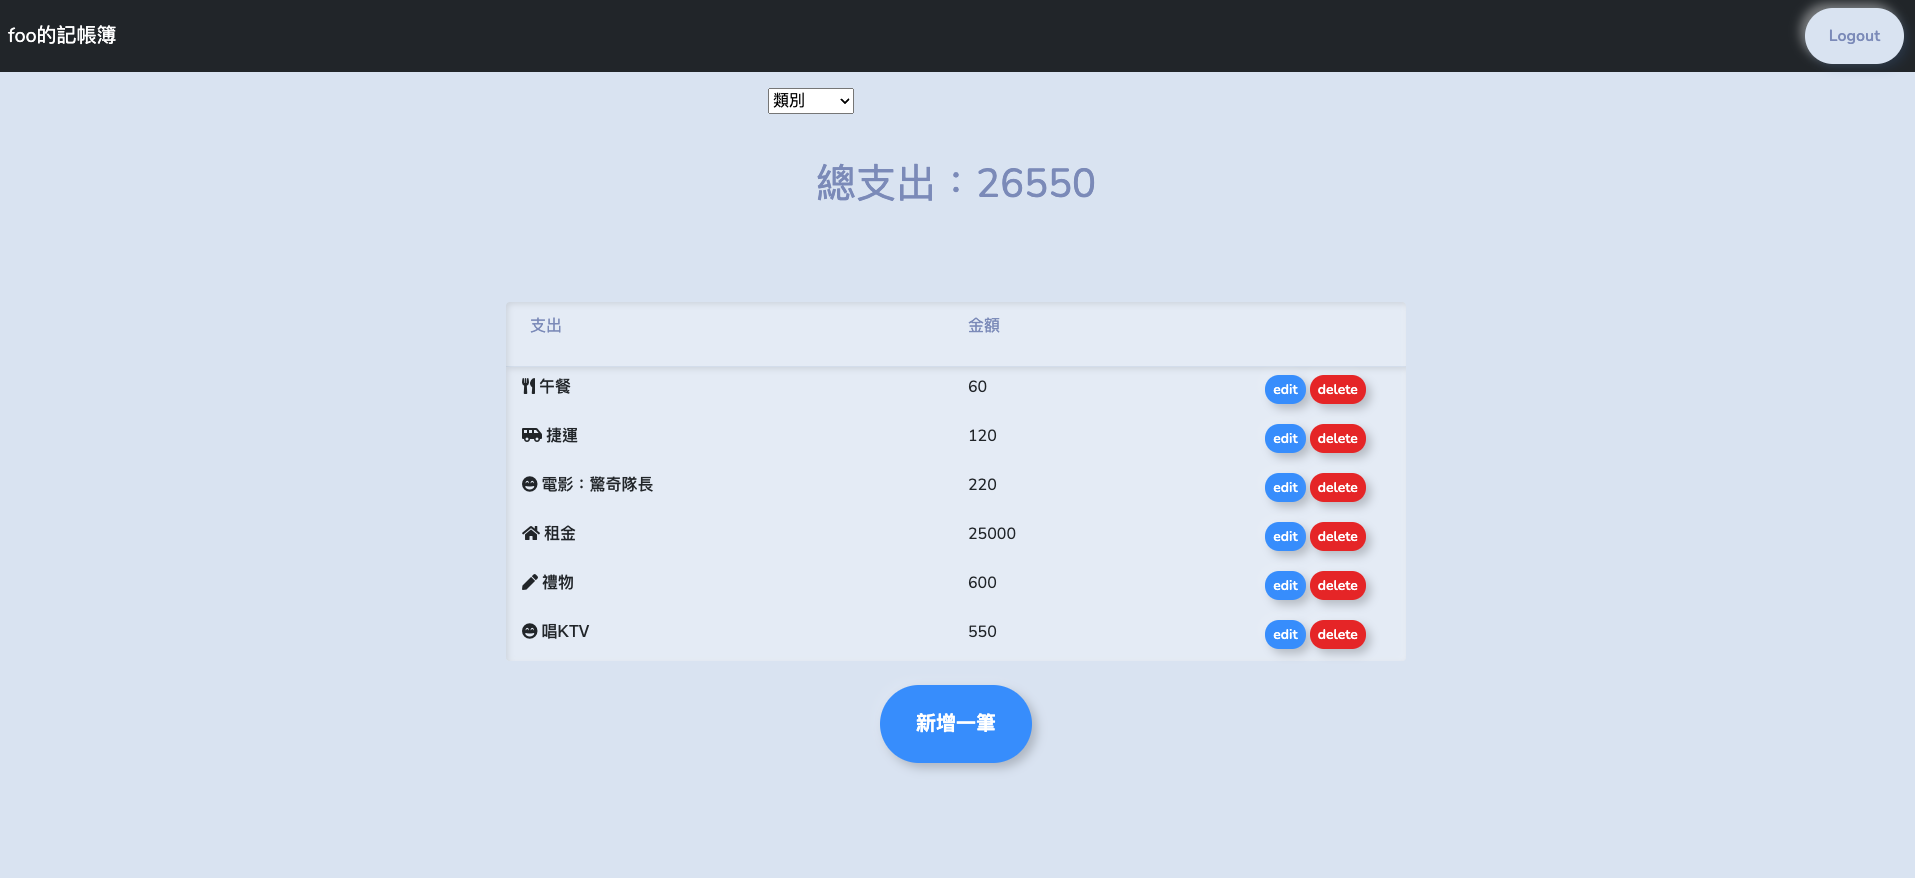 foo的記帳簿 Logout
類別
總支出：26550
支出 金額
午餐 60 edit delete
捷運 120 edit delete
電影：驚奇隊長 220 edit delete
租金 25000 edit delete
禮物 600 edit delete
唱KTV 550 edit delete
新增一筆